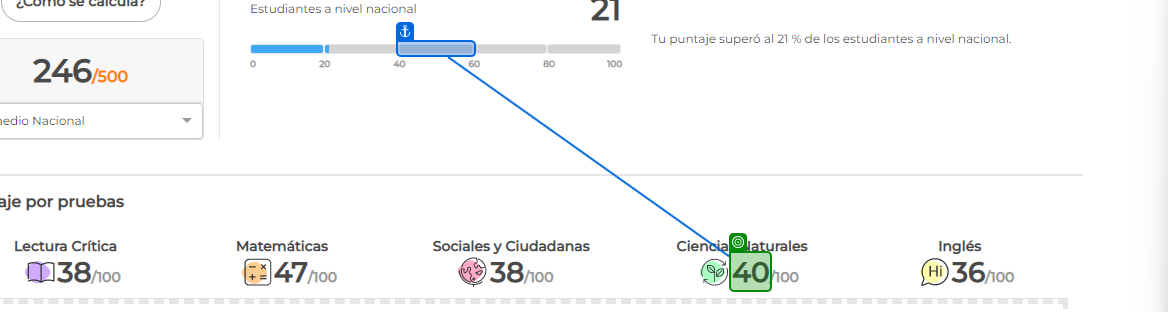 ¿Cómo se calcula?
Estudiantes a nivel nacional
21
0 20 40 60 80 100
Tu puntaje superó al 21 % de los estudiantes a nivel nacional.
246/500
edio Nacional
aje por pruebas
Lectura Crítica
38/100
Matemáticas
47/100
Sociales y Ciudadanas
38/100
Ciencias Naturales
40/100
Inglés
Hi 36/100